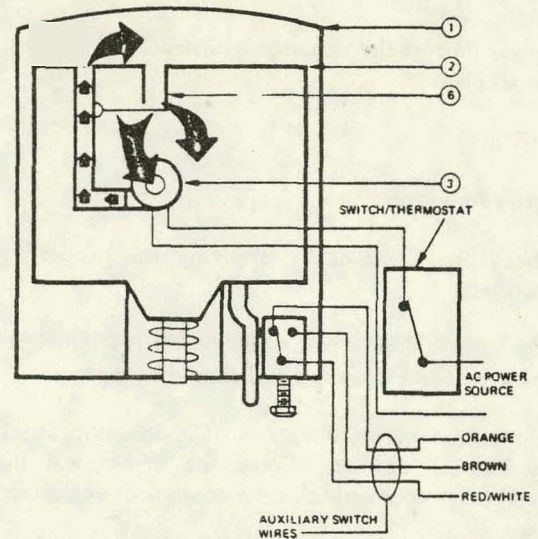 1
2
6
3
SWITCH/THERMOSTAT
AC POWER
SOURCE
ORANGE
BROWN
RED/WHITE
AUXILIARY SWITCH
WIRES